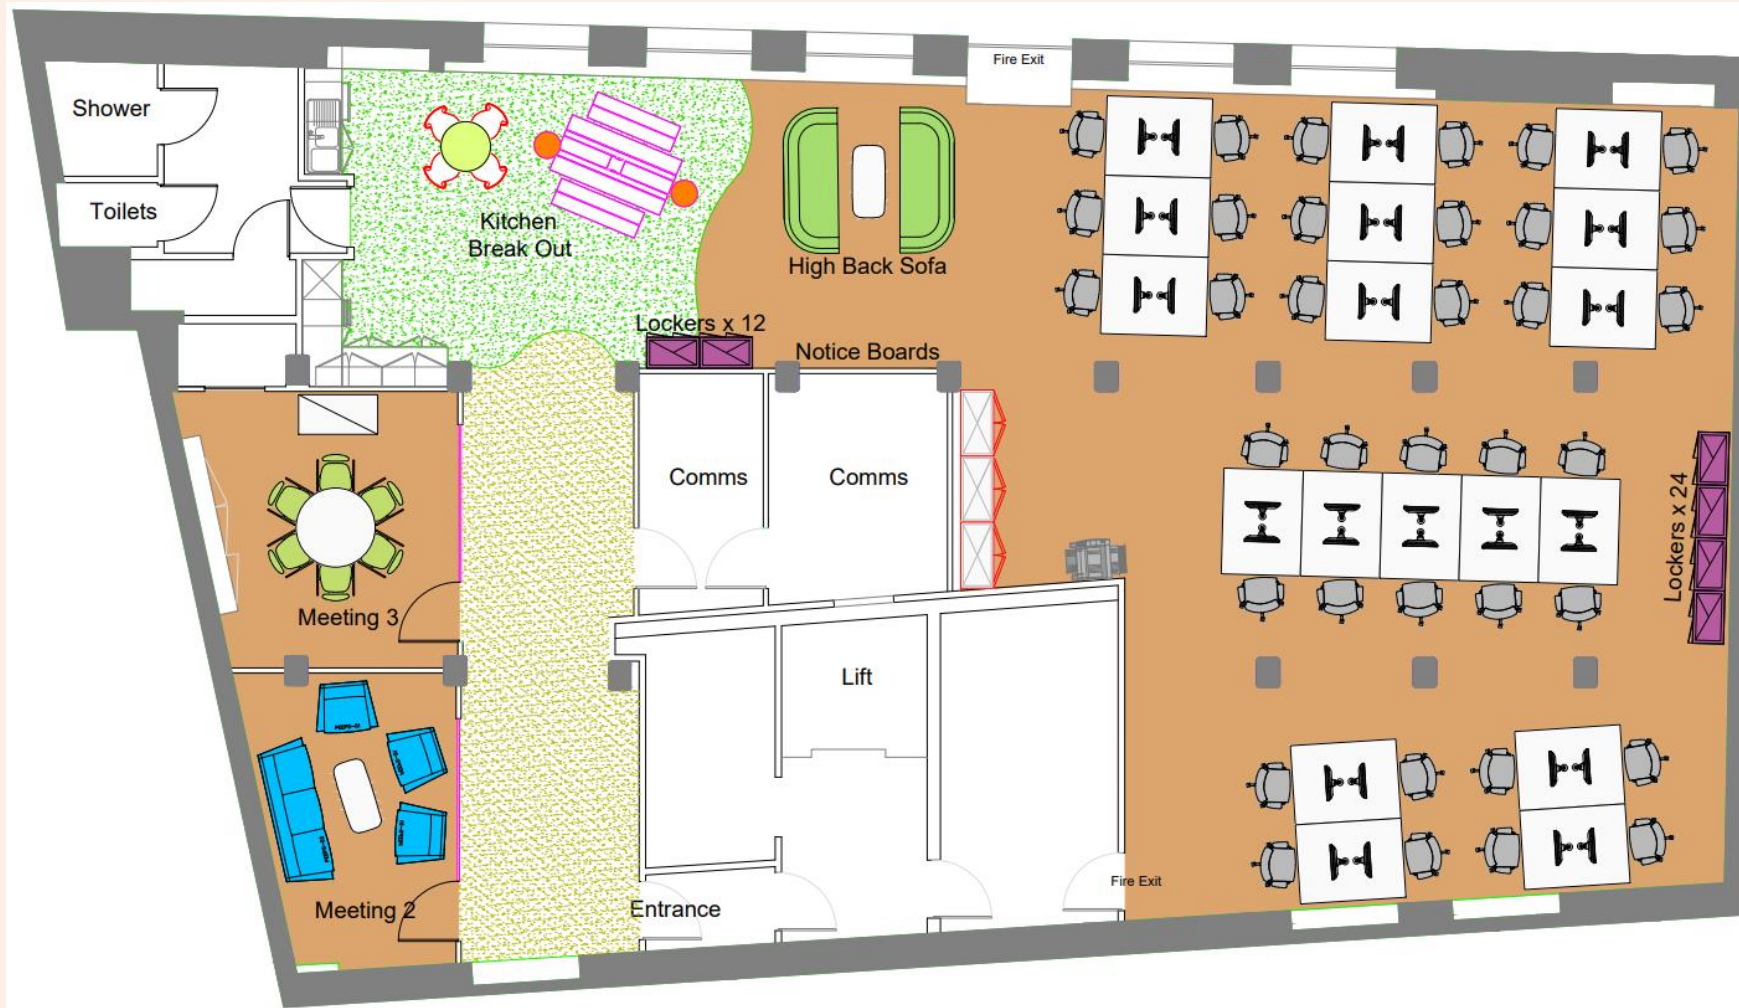 Fire Exit
Shower
Toilets
Kitchen
Break Out
High Back Sofa
Lockers x 12
Notice Boards
Comms
Comms
Lockers x 24
Meeting 3
Lift
Meeting 2
Entrance
Fire Exit